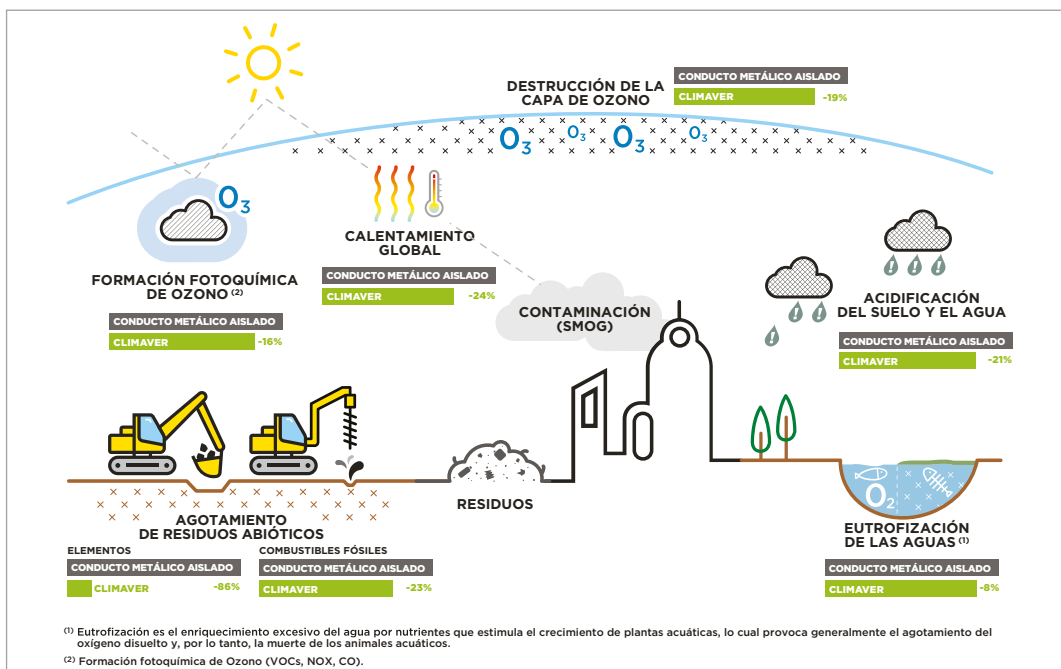 DESTRUCCIÓN DE LA
CAPA DE OZONO
CONDUCTO METÁLICO AISLADO
CLIMAVER -19%
O3 O3 O3 O3
O3
CALENTAMIENTO
GLOBAL
CONDUCTO METÁLICO AISLADO
CLIMAVER -24%
FORMACIÓN FOTOQUÍMICA
DE OZONO (2)
CONDUCTO METÁLICO AISLADO
CLIMAVER -16%
CONTAMINACIÓN
(SMOG)
ACIDIFICACIÓN
DEL SUELO Y EL AGUA
CONDUCTO METÁLICO AISLADO
CLIMAVER -21%
! ! !
! ! !
AGOTAMIENTO
DE RESIDUOS ABIÓTICOS
ELEMENTOS
CONDUCTO METÁLICO AISLADO
CLIMAVER -86%
COMBUSTIBLES FÓSILES
CONDUCTO METÁLICO AISLADO
CLIMAVER -23%
RESIDUOS
O2
EUTROFIZACIÓN
DE LAS AGUAS (1)
CONDUCTO METÁLICO AISLADO
CLIMAVER -8%
(1) Eutrofización es el enriquecimiento excesivo del agua por nutrientes que estimula el crecimiento de plantas acuáticas, lo cual provoca generalmente el agotamiento del
oxígeno disuelto y, por lo tanto, la muerte de los animales acuáticos.
(2) Formación fotoquímica de Ozono (VOCs, NOX, CO).